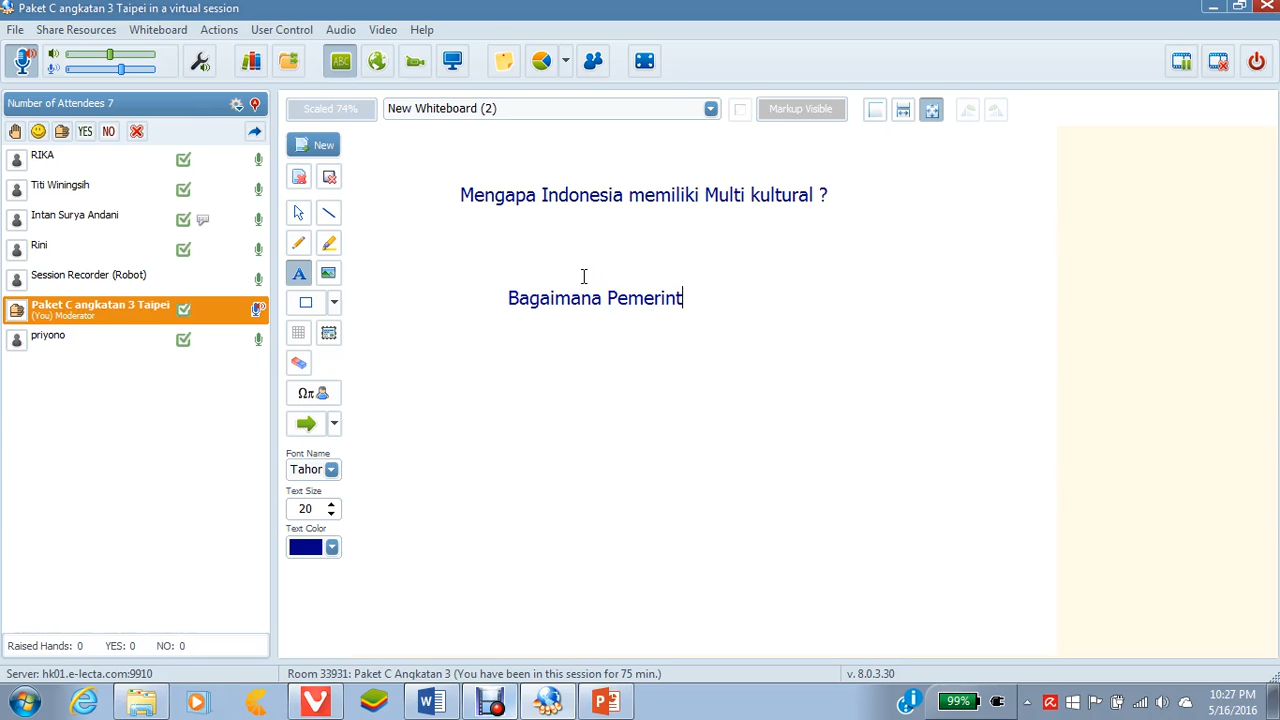 Paket C angkatan 3 Taipei in a virtual session
File Share Resources Whiteboard Actions User Control Audio Video Help
ABC
Number of Attendees 7
YES NO
RIKA
Titi Winingsih
Intan Surya Andani
Rini
Session Recorder (Robot)
Paket C angkatan 3 Taipei
(You) Moderator
priyono
Raised Hands: 0 YES: 0 NO: 0
Scaled 74%
New Whiteboard (2)
Markup Visible
New
Mengapa Indonesia memiliki Multi kultural ?
Bagaimana Pemerint
A
Ωπ
Font Name
Tahor
Text Size
20
Text Color
Server: hk01.e-lecta.com:9910
Room 33931: Paket C Angkatan 3 (You have been in this session for 75 min.)
v. 8.0.3.30
99%
10:27 PM
5/16/2016